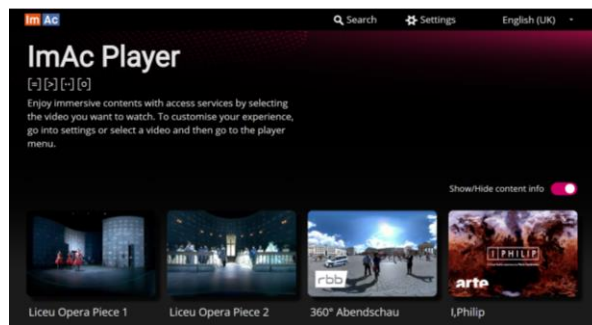 Im Ac
Search
Settings
English (UK)
ImAc Player
[=] [>] [··] [o]
Enjoy immersive contents with access services by selecting
the video you want to watch. To customise your experience,
go into settings or select a video and then go to the player
menu.
Show/Hide content info
rbb
I PHILIP
arte
Liceu Opera Piece 1
Liceu Opera Piece 2
360° Abendschau
I,Philip